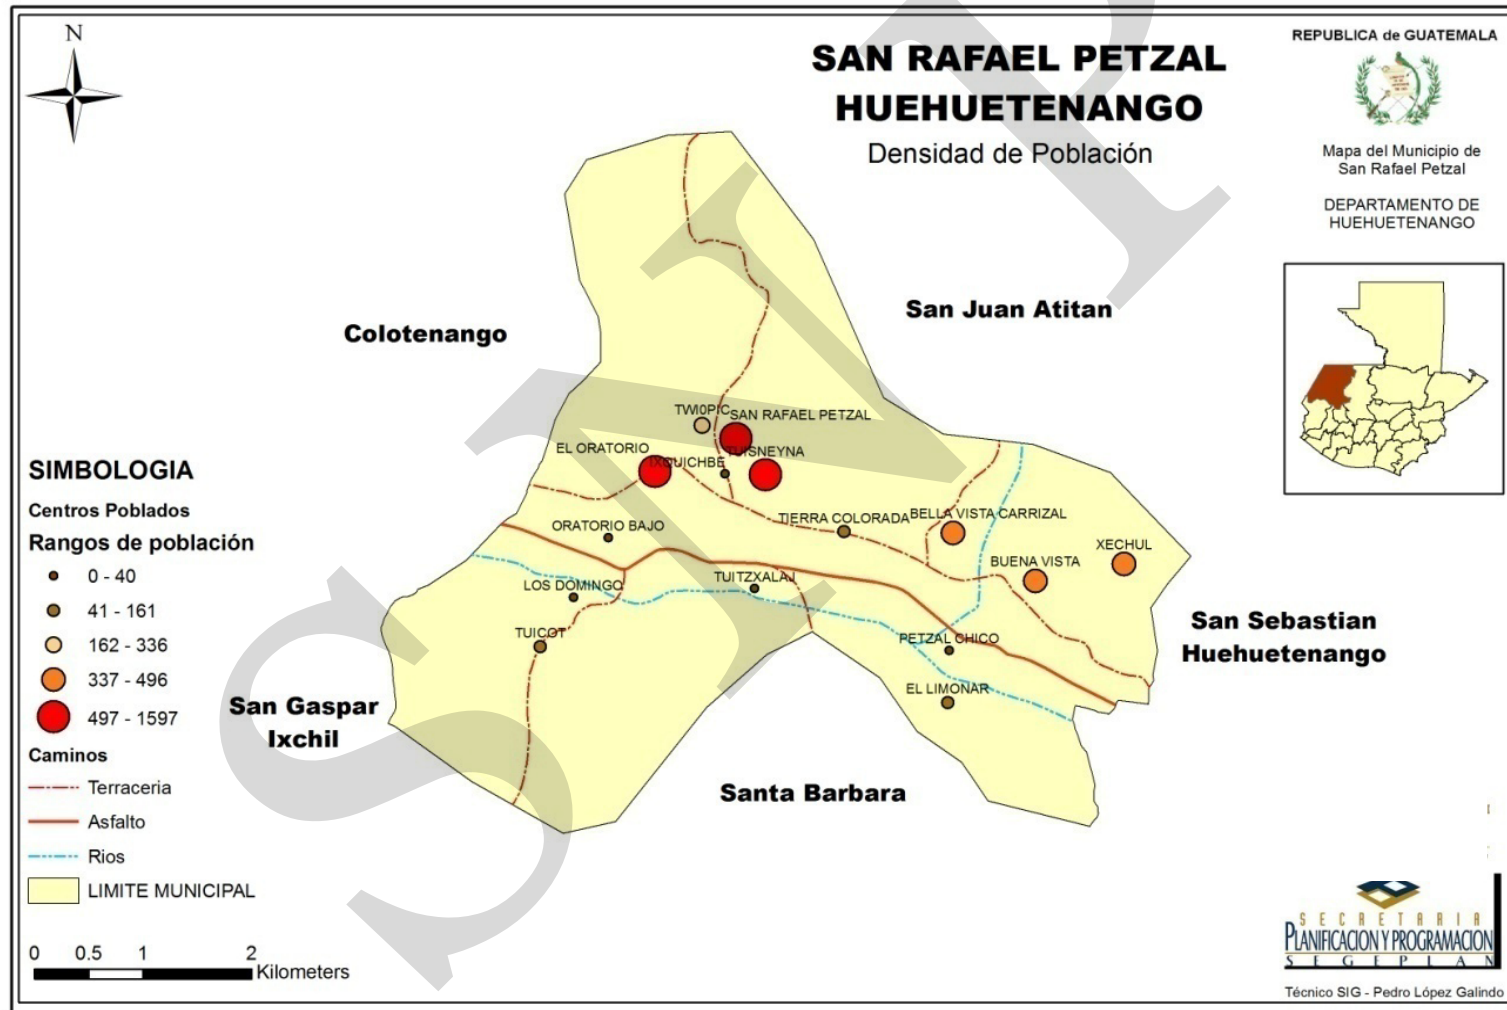 N
SAN RAFAEL PETZAL
HUEHUETENANGO
Densidad de Población
REPUBLICA de GUATEMALA
Mapa del Municipio de
San Rafael Petzal
DEPARTAMENTO DE
HUEHUETENANGO
San Juan Atitan
Colotenango
TWI0PIC
SAN RAFAEL PETZAL
EL ORATORIO
IXQUICHBE
TUISNEYNA
ORATORIO BAJO
TIERRA COLORADA
BELLA VISTA CARRIZAL
XECHUL
BUENA VISTA
LOS DOMINGO
TUITZXALAJ
TUICOT
PETZAL CHICO
EL LIMONAR
San Sebastian
Huehuetenango
San Gaspar
Ixchil
Santa Barbara
SIMBOLOGIA
Centros Poblados
Rangos de población
0 - 40
41 - 161
162 - 336
337 - 496
497 - 1597
Caminos
Terraceria
Asfalto
Rios
LIMITE MUNICIPAL
0 0.5 1 2
Kilometers
SECRETARIA
PLANIFICACION Y PROGRAMACION
SEGEPLAN
Técnico SIG - Pedro López Galindo